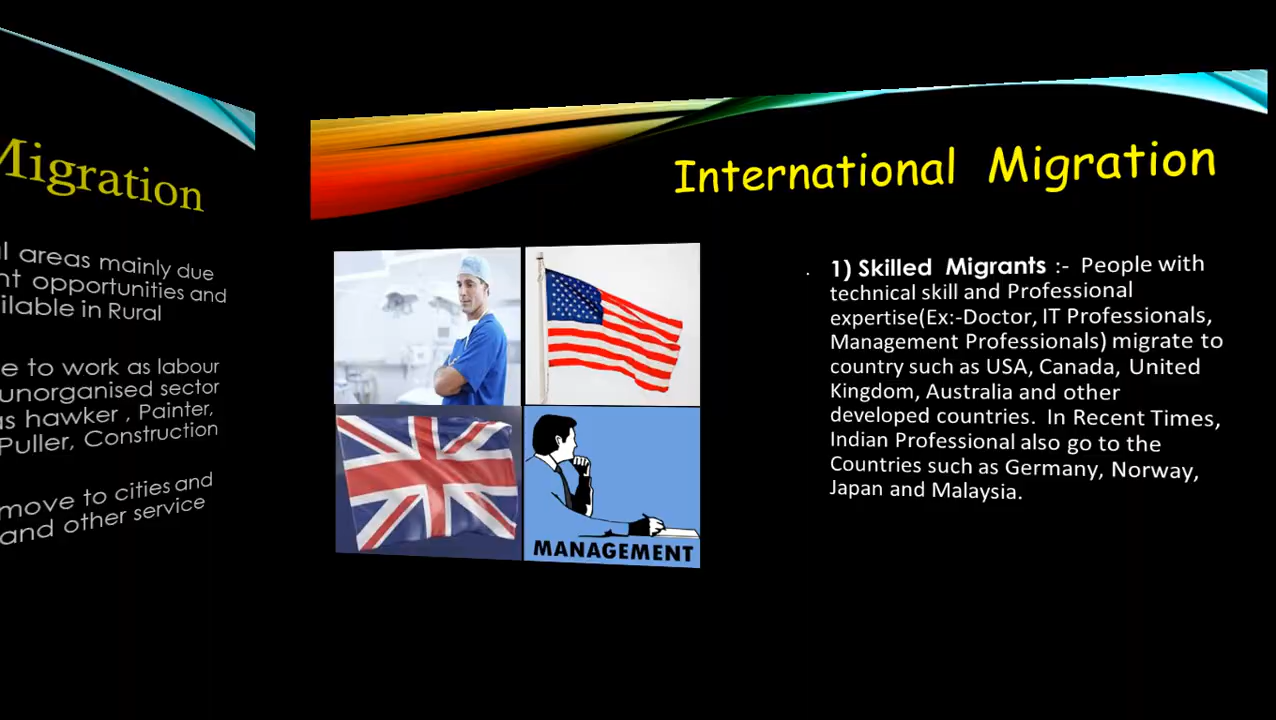 Migration
areas mainly due
opportunities and
in Rural
to work as labour
unorganised sector
hawker , Painter,
Puller, Construction
move to cities and
and other service
International Migration
. 1) Skilled Migrants :- People with
technical skill and Professional
expertise(Ex:-Doctor, IT Professionals,
Management Professionals) migrate to
country such as USA, Canada, United
Kingdom, Australia and other
developed countries. In Recent Times,
Indian Professional also go to the
Countries such as Germany, Norway,
Japan and Malaysia.
MANAGEMENT